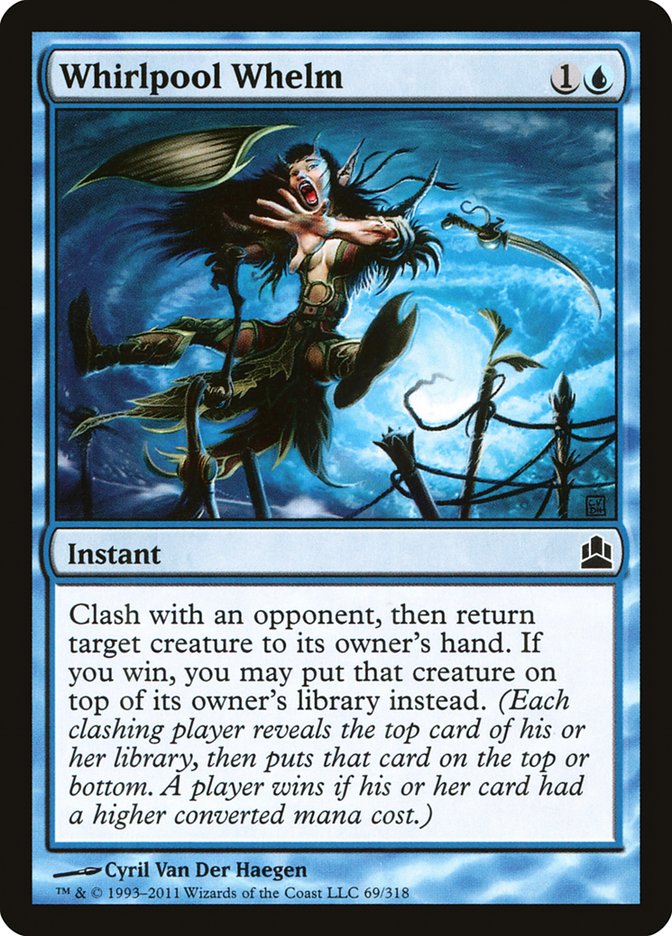 Whirlpool Whelm
1
Instant
Clash with an opponent, then return
target creature to its owner's hand. If
you win, you may put that creature on
top of its owner's library instead. (Each
clashing player reveals the top card of his or
her library, then puts that card on the top or
bottom. A player wins if his or her card had
a higher converted mana cost.)
Cyril Van Der Haegen
™ & © 1993–2011 Wizards of the Coast LLC 69/318